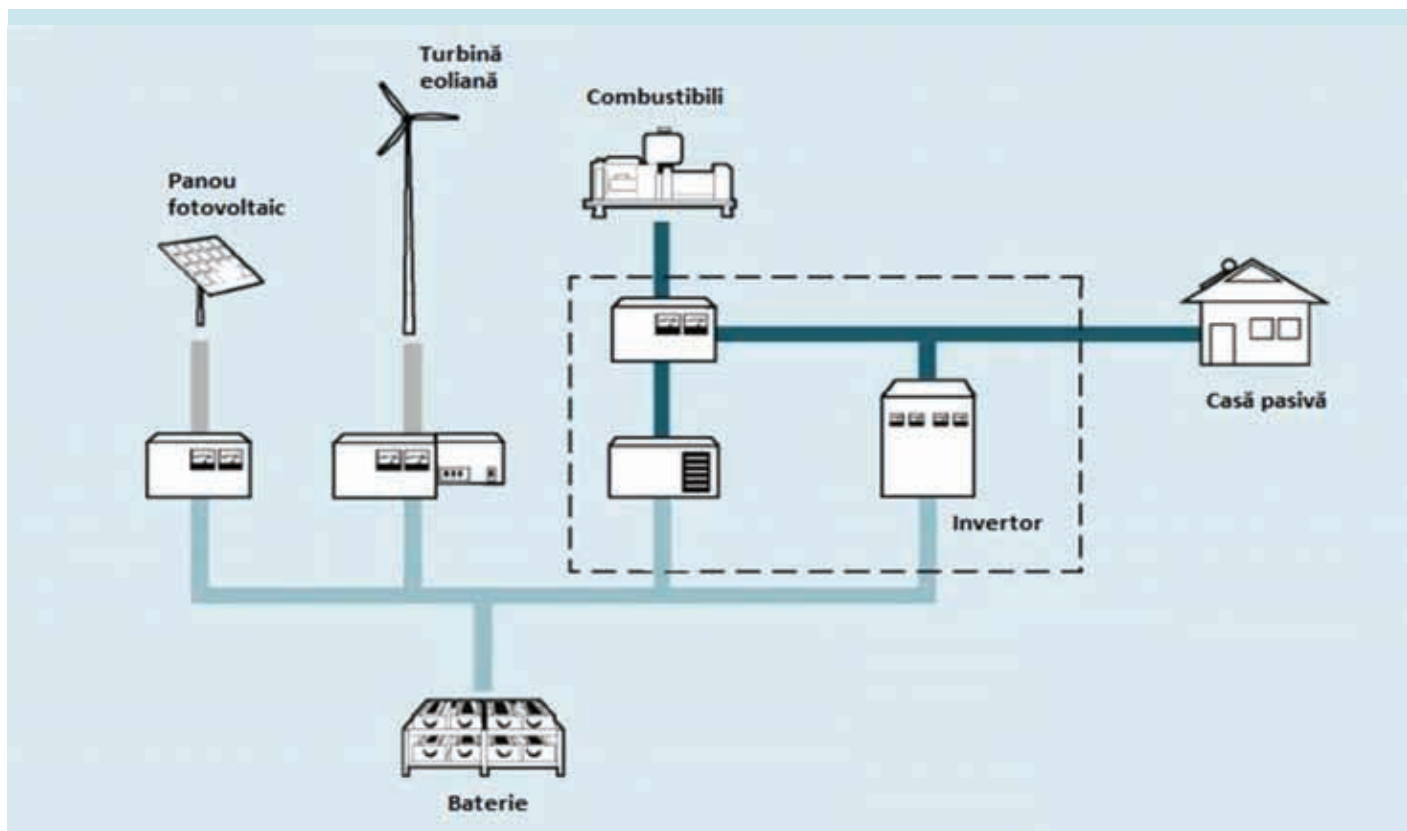 Turbină
eoliană
Combustibili
Panou
fotovoltaic
Casă pasivă
Invertor
Baterie